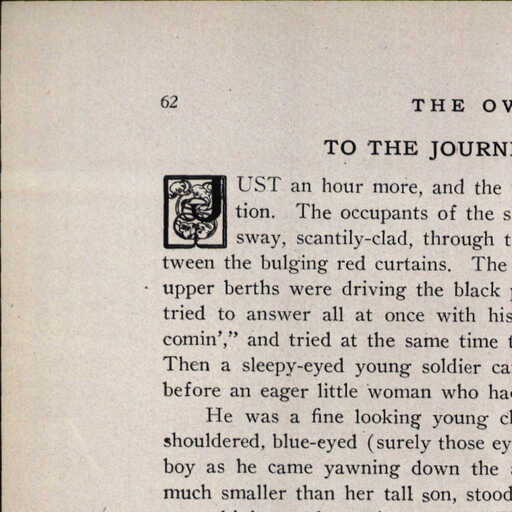 62
THE OW
TO THE JOURN
JUST an hour more, and the
tion. The occupants of the s
sway, scantily-clad, through t
tween the bulging red curtains. The
upper berths were driving the black
tried to answer all at once with his
comin'," and tried at the same time t
Then a sleepy-eyed young soldier ca
before an eager little woman who ha
He was a fine looking young c
shouldered, blue-eyed (surely those ey
boy as he came yawning down the
much smaller than her tall son, stood